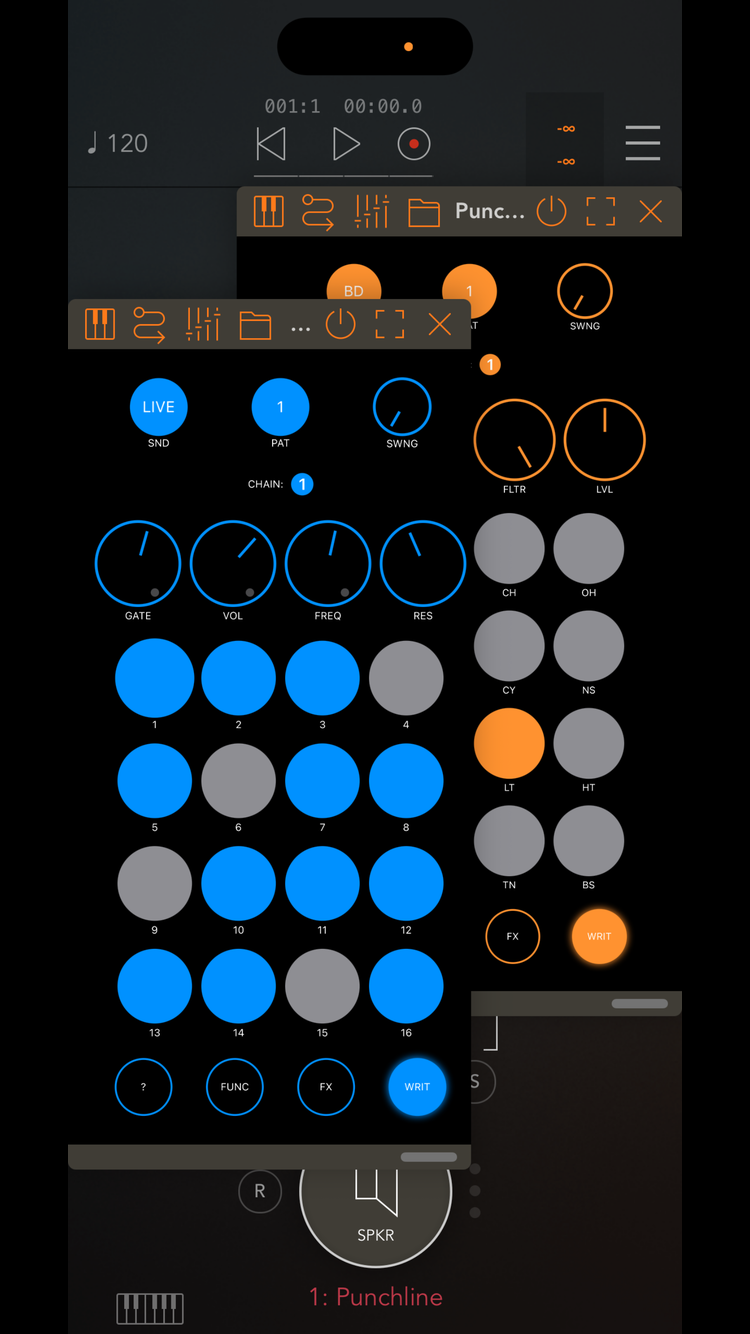 001:1 00:00.0
♩ 120
-∞
-∞
Punc...
BD 1 SWNG
AT
: 1
FLTR LVL
CH OH
CY NS
LT HT
TN BS
FX WRIT
...
LIVE 1
SND PAT SWNG
CHAIN: 1
GATE VOL FREQ RES
1 2 3 4
5 6 7 8
9 10 11 12
13 14 15 16
? FUNC FX WRIT
S
R
SPKR
1: Punchline